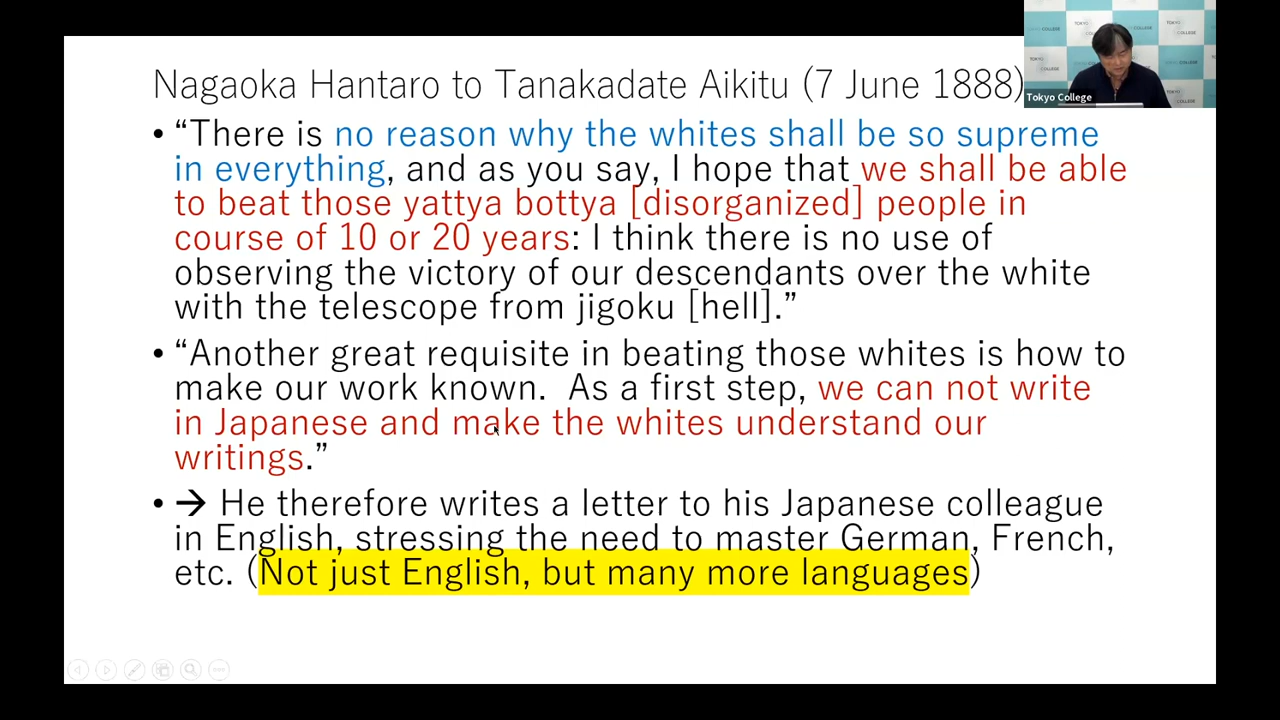 Nagaoka Hantaro to Tanakadate Aikitu (7 June 1888)
• “There is no reason why the whites shall be so supreme
in everything, and as you say, I hope that we shall be able
to beat those yattya bottya [disorganized] people in
course of 10 or 20 years: I think there is no use of
observing the victory of our descendants over the white
with the telescope from jigoku [hell].”
• “Another great requisite in beating those whites is how to
make our work known.  As a first step, we can not write
in Japanese and make the whites understand our
writings.”
• → He therefore writes a letter to his Japanese colleague
in English, stressing the need to master German, French,
etc. (Not just English, but many more languages)
Tokyo College